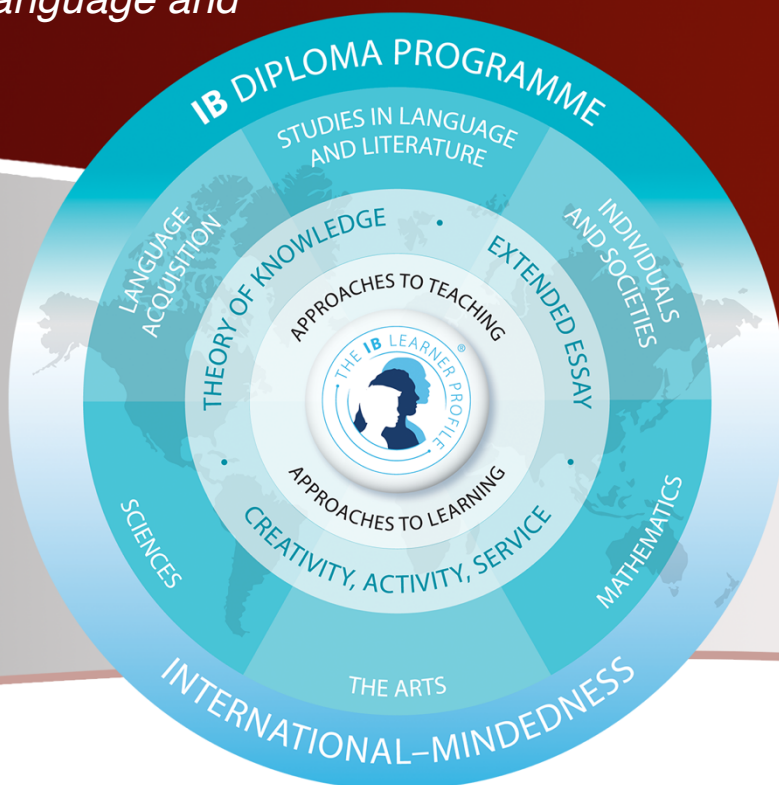 anguage and
IB DIPLOMA PROGRAMME
STUDIES IN LANGUAGE
AND LITERATURE
LANGUAGE
ACQUISITION
INDIVIDUALS
AND SOCIETIES
THEORY OF KNOWLEDGE
·
EXTENDED ESSAY
APPROACHES TO TEACHING
· THE IB LEARNER PROFILE ·
®
APPROACHES TO LEARNING
·
·
CREATIVITY, ACTIVITY, SERVICE
SCIENCES
MATHEMATICS
THE ARTS
INTERNATIONAL–MINDEDNESS